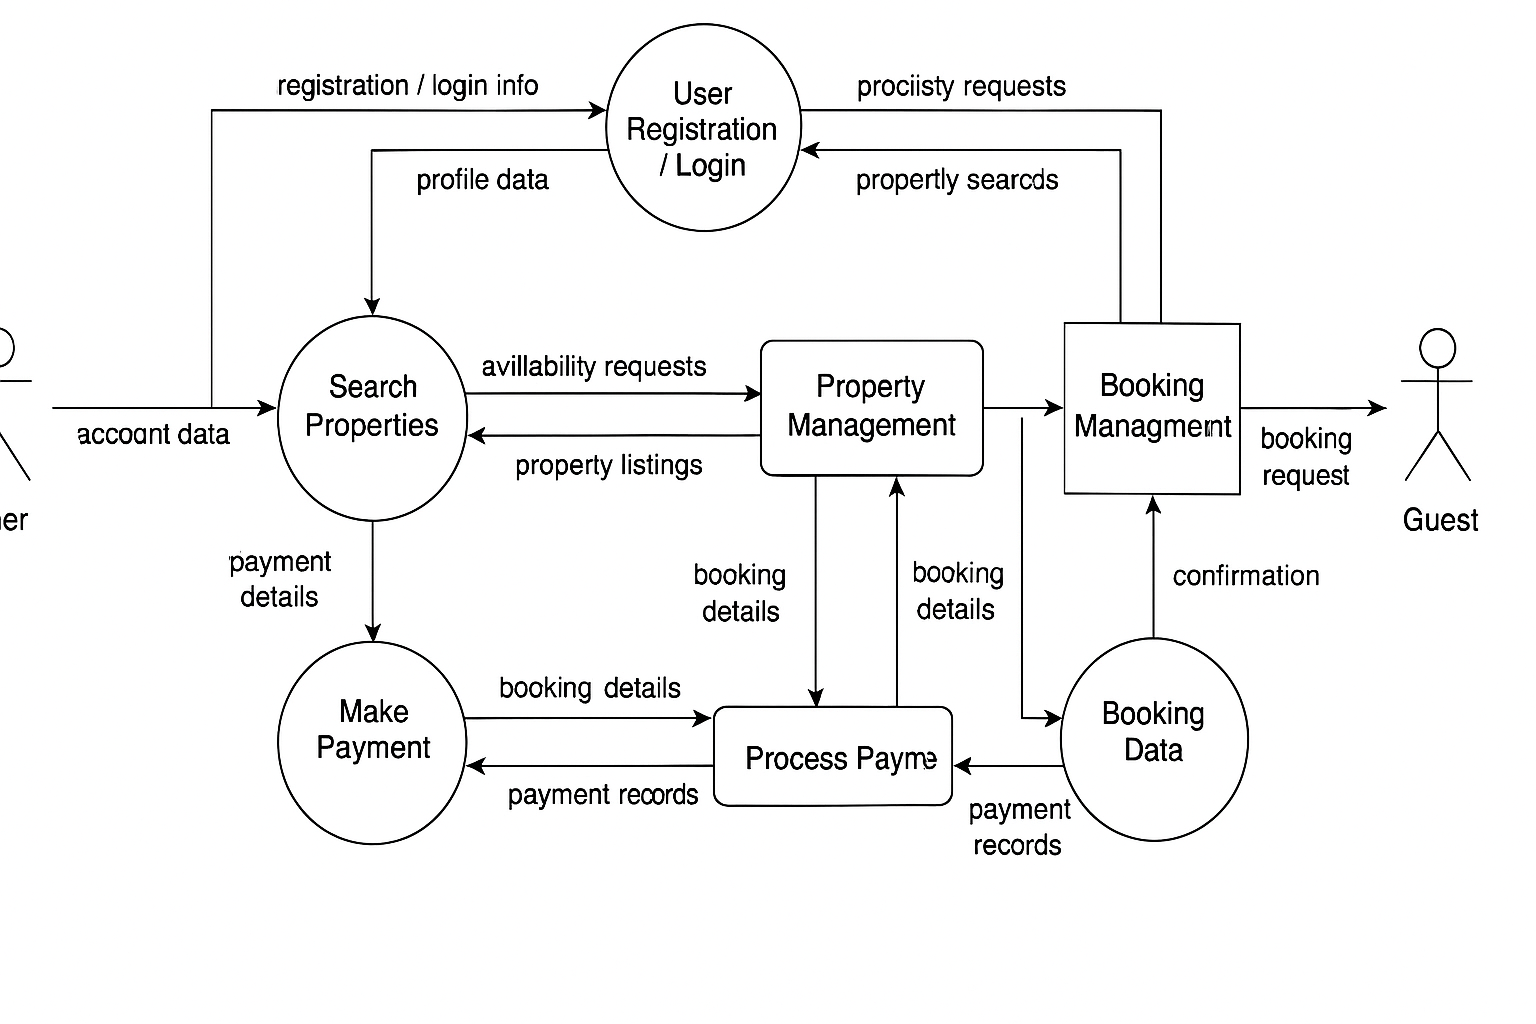 registration / login info
prociisty requests
User
Registration
/ Login
profile data
propertly searcds
Search
Properties
avillability requests
property listings
Property
Management
Booking
Managment
booking
request
account data
er
Guest
payment
details
booking
details
booking
details
confirmation
Make
Payment
booking details
payment records
Process Payme
Booking
Data
payment
records